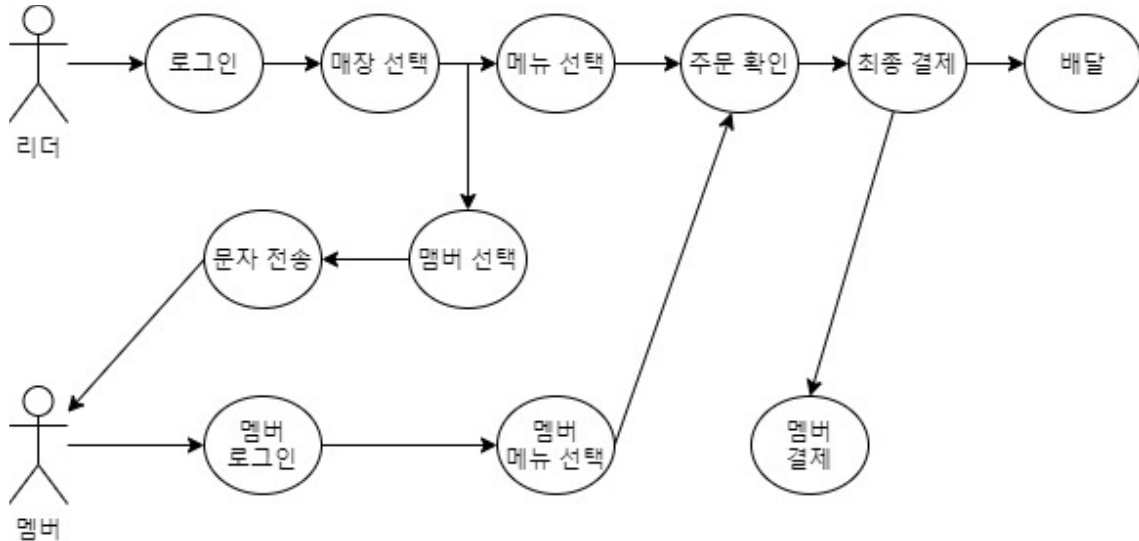 로그인
매장 선택
메뉴 선택
주문 확인
최종 결제
배달
리더
문자 전송
맴버 선택
멤버
로그인
멤버
메뉴 선택
멤버
결제
멤버